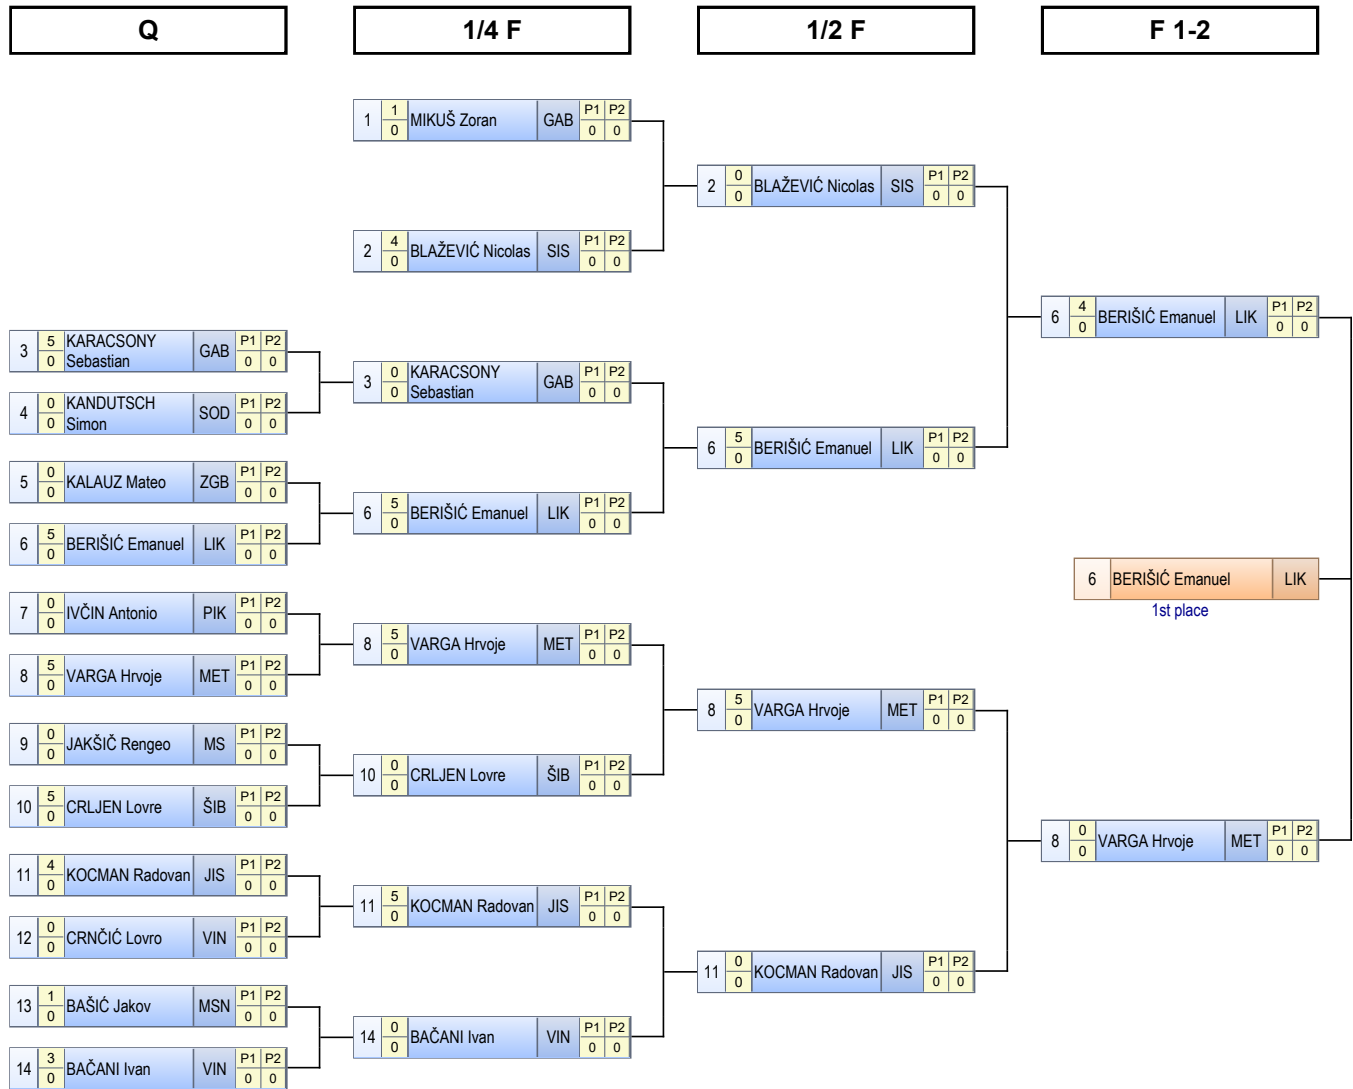 Q
1/4 F
1/2 F
F 1-2
1 1 0 MIKUŠ Zoran GAB P1 P2 0 0
2 4 0 BLAŽEVIĆ Nicolas SIS P1 P2 0 0
3 5 0 KARACSONY Sebastian GAB P1 P2 0 0
4 0 0 KANDUTSCH Simon SOD P1 P2 0 0
5 0 0 KALAUZ Mateo ZGB P1 P2 0 0
6 5 0 BERIŠIĆ Emanuel LIK P1 P2 0 0
7 0 0 IVČIN Antonio PIK P1 P2 0 0
8 5 0 VARGA Hrvoje MET P1 P2 0 0
9 0 0 JAKŠIČ Rengeo MS P1 P2 0 0
10 5 0 CRLJEN Lovre ŠIB P1 P2 0 0
11 4 0 KOCMAN Radovan JIS P1 P2 0 0
12 0 0 CRNČIĆ Lovro VIN P1 P2 0 0
13 1 0 BAŠIĆ Jakov MSN P1 P2 0 0
14 3 0 BAČANI Ivan VIN P1 P2 0 0
3 0 0 KARACSONY Sebastian GAB P1 P2 0 0
6 5 0 BERIŠIĆ Emanuel LIK P1 P2 0 0
8 5 0 VARGA Hrvoje MET P1 P2 0 0
10 0 0 CRLJEN Lovre ŠIB P1 P2 0 0
11 5 0 KOCMAN Radovan JIS P1 P2 0 0
14 0 0 BAČANI Ivan VIN P1 P2 0 0
2 0 0 BLAŽEVIĆ Nicolas SIS P1 P2 0 0
6 5 0 BERIŠIĆ Emanuel LIK P1 P2 0 0
8 5 0 VARGA Hrvoje MET P1 P2 0 0
11 0 0 KOCMAN Radovan JIS P1 P2 0 0
6 4 0 BERIŠIĆ Emanuel LIK P1 P2 0 0
6 BERIŠIĆ Emanuel LIK
1st place
8 0 0 VARGA Hrvoje MET P1 P2 0 0